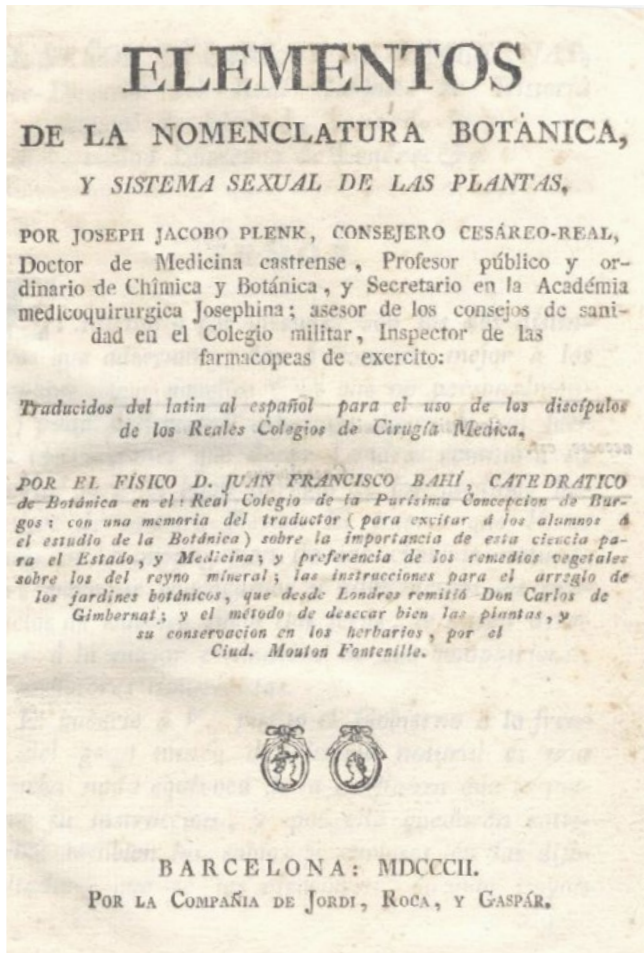 ELEMENTOS
DE LA NOMENCLATURA BOTÁNICA,
Y SISTEMA SEXUAL DE LAS PLANTAS,
POR JOSEPH JACOBO PLENK, CONSEJERO CESÁREO-REAL,
Doctor de Medicina castrense, Profesor público y or-
dinario de Chîmica y Botánica, y Secretario en la Académia
medicoquirurgica Josephina; asesor de los consejos de sani-
dad en el Colegio militar, Inspector de las
farmacopeas de exercito:
Traducidos del latin al español para el uso de los discípulos
de los Reales Colegios de Cirugía Medica,
POR EL FÍSICO D. JUAN FRANCISCO BAHÍ, CATEDRATICO
de Botánica en el Real Colegio de la Purísima Concepcion de Bur-
gos: con una memoria del traductor (para excitar á los alumnos á
el estudio de la Botánica) sobre la importancia de esta ciencia pa-
ra el Estado, y Medicina; y preferencia de los remedios vegetales
sobre los del reyno mineral; las instrucciones para el arreglo de
los jardines botánicos, que desde Londres remitió Don Carlos de
Gimbernat; y el método de desecar bien las plantas, y
su conservacion en los herbarios, por el
Ciud. Mouton Fontenille.
BARCELONA: MDCCCII.
POR LA COMPAÑIA DE JORDI, ROCA, Y GASPÁR.